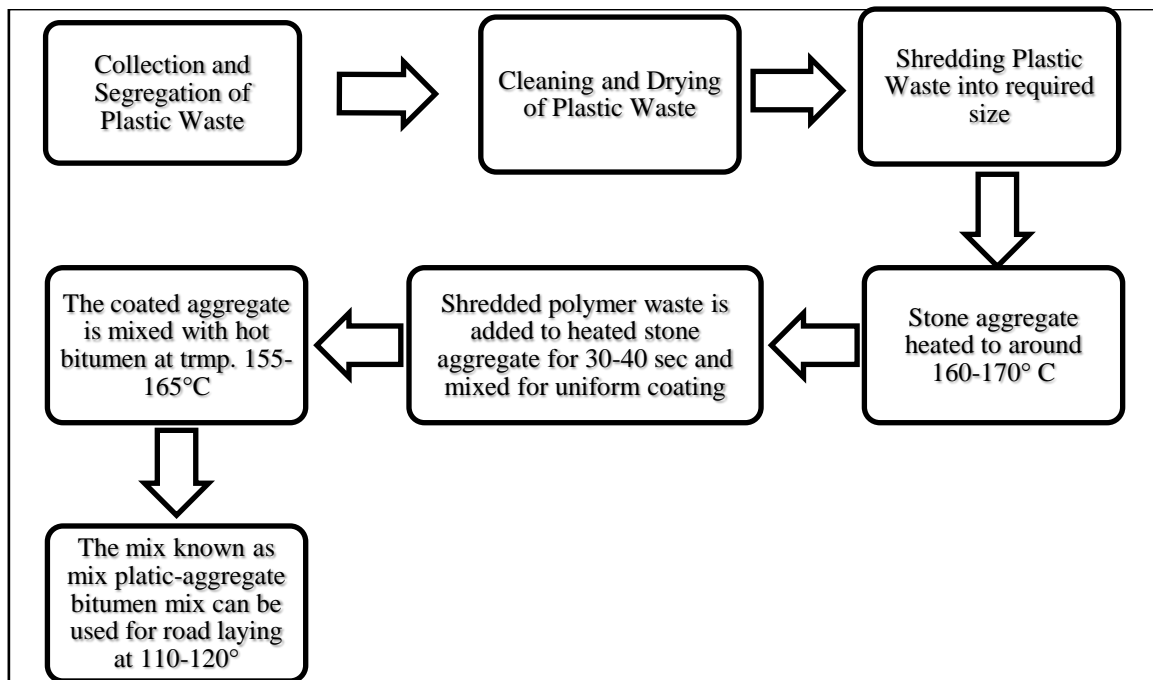 Collection and
Segregation of
Plastic Waste
Cleaning and Drying
of Plastic Waste
Shredding Plastic
Waste into required
size
Stone aggregate
heated to around
160-170° C
Shredded polymer waste is
added to heated stone
aggregate for 30-40 sec and
mixed for uniform coating
The coated aggregate
is mixed with hot
bitumen at trmp. 155-
165°C
The mix known as
mix platic-aggregate
bitumen mix can be
used for road laying
at 110-120°